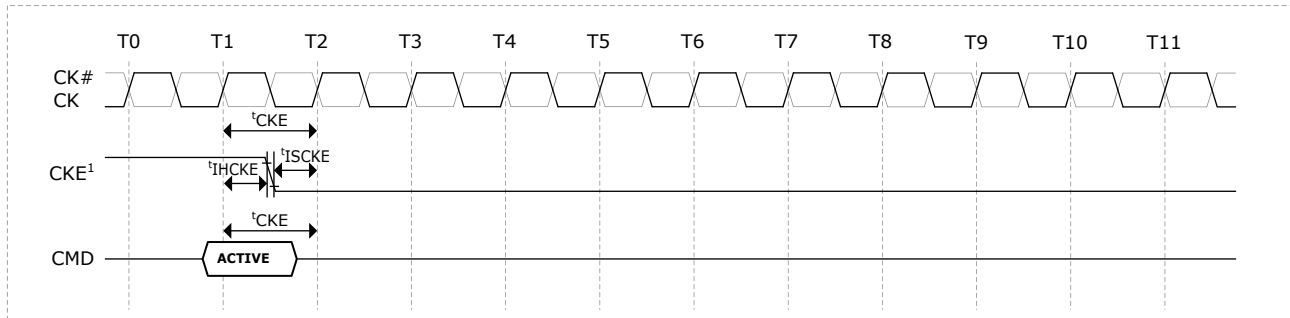 T0 T1 T2 T3 T4 T5 T6 T7 T8 T9 T10 T11
CK#
CK
tCKE
CKE1
tIHCKE
tISCKE
tCKE
CMD
ACTIVE